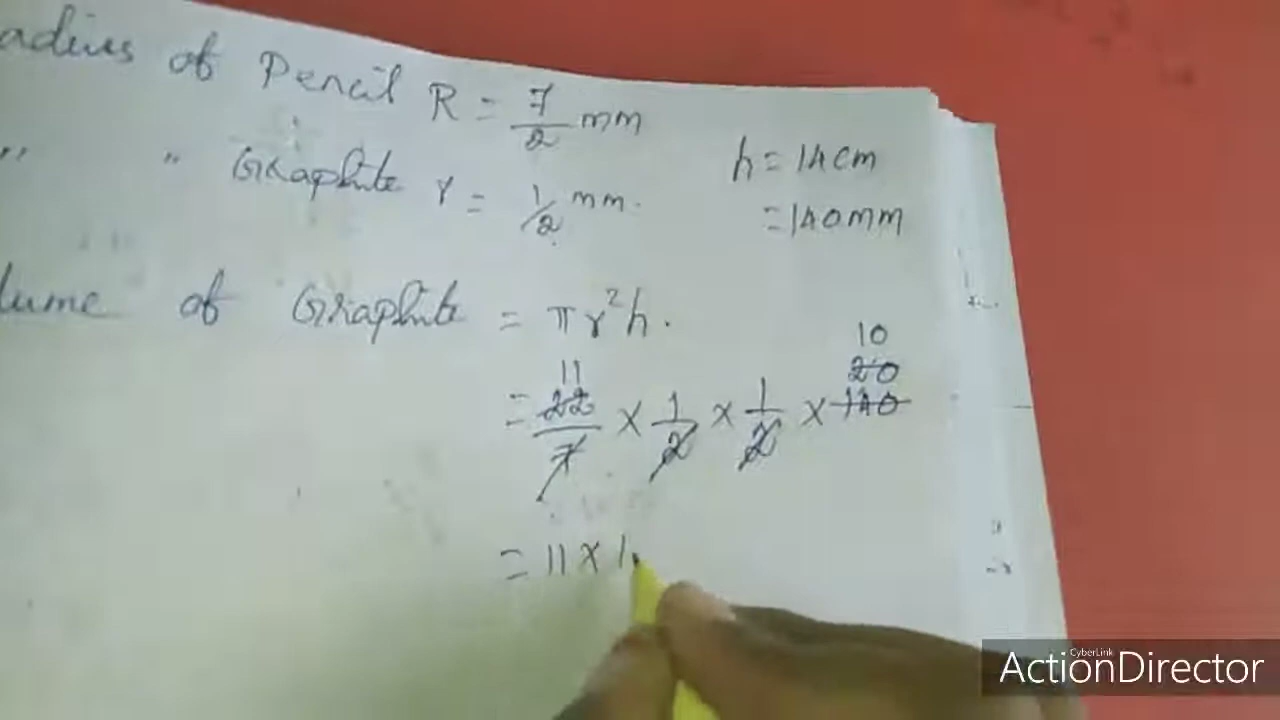 adius of Pencil R = 7/2 mm
" " Graphite r = 1/2 mm.
h = 14cm
= 140mm
lume of Graphite = πr²h.
11 10
20
= 22/7 × 1/2 × 1/2 × 140
= 11 × 1
CyberLink
ActionDirector